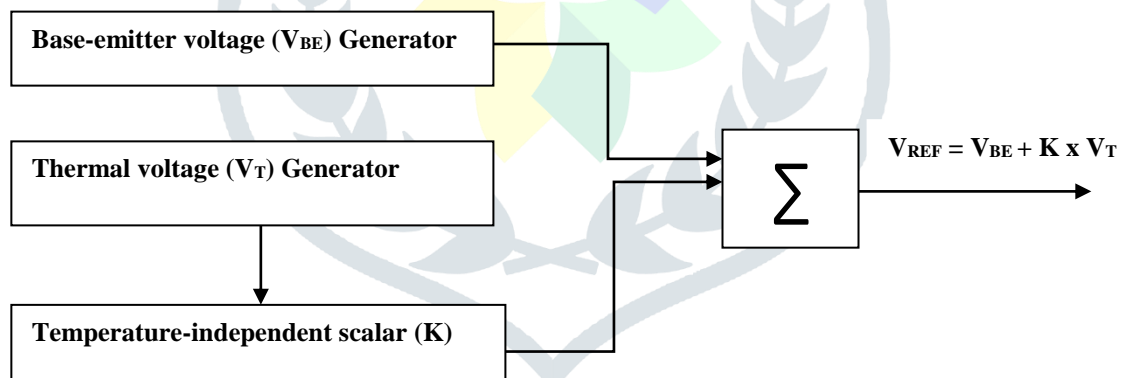 Base-emitter voltage (VBE) Generator
Thermal voltage (VT) Generator
∑
VREF = VBE + K x VT
Temperature-independent scalar (K)